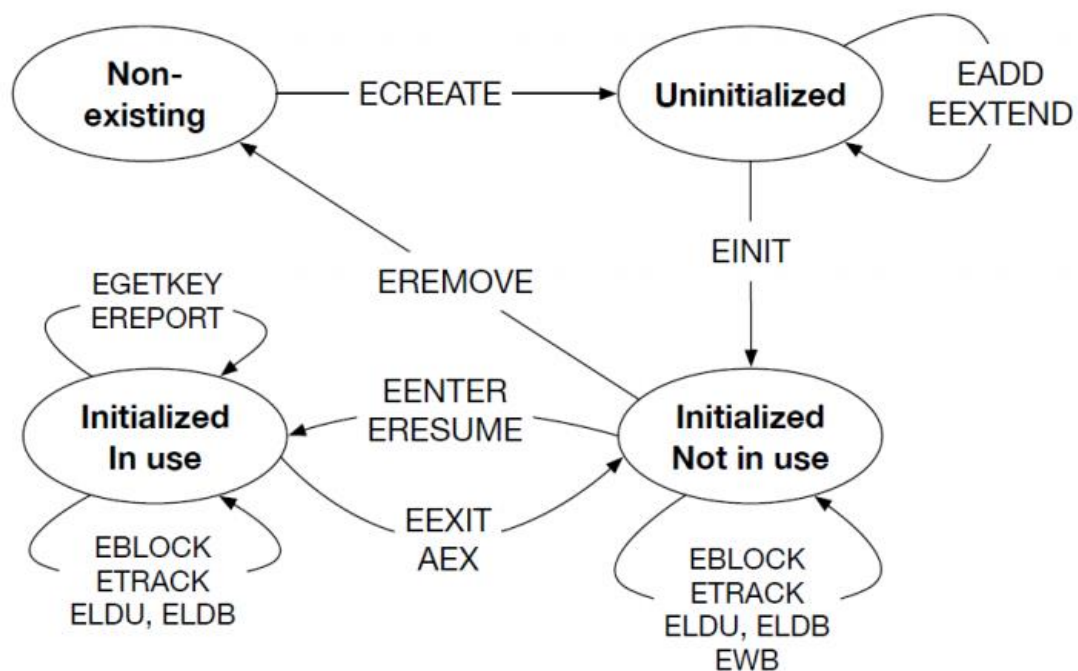 Non-
existing
ECREATE
Uninitialized
EADD
EEXTEND
EINIT
EREMOVE
EGETKEY
EREPORT
Initialized
In use
EENTER
ERESUME
Initialized
Not in use
EEXIT
AEX
EBLOCK
ETRACK
ELDU, ELDB
EBLOCK
ETRACK
ELDU, ELDB
EWB